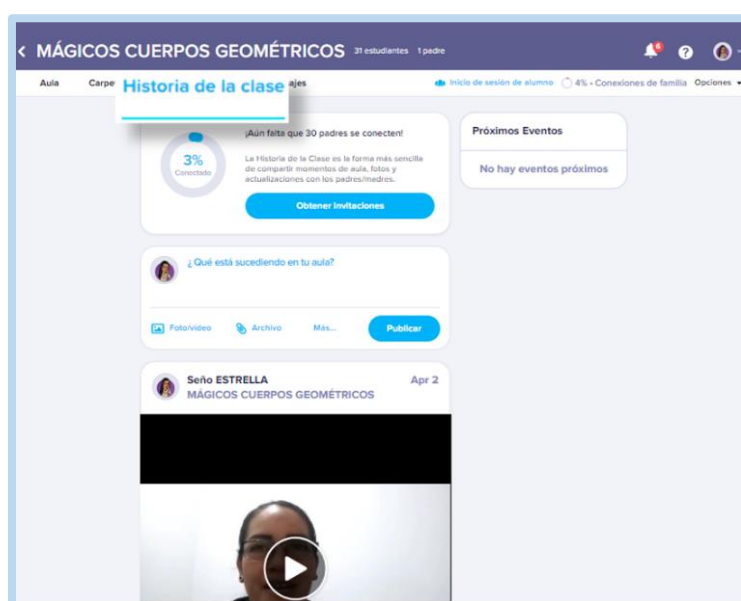 MÁGICOS CUERPOS GEOMÉTRICOS 31 estudiantes 1 padre
6
?
Aula Carpe Historia de la clase ajes Inicio de sesión de alumno 4% - Conexiones de familia Opciones
3%
Conectado
¡Aún falta que 30 padres se conecten!
La Historia de la Clase es la forma más sencilla
de compartir momentos de aula, fotos y
actualizaciones con los padres/madres.
Obtener invitaciones
Próximos Eventos
No hay eventos próximos
¿ Qué está sucediendo en tu aula?
Foto/video Archivo Más... Publicar
Seño ESTRELLA Apr 2
MÁGICOS CUERPOS GEOMÉTRICOS